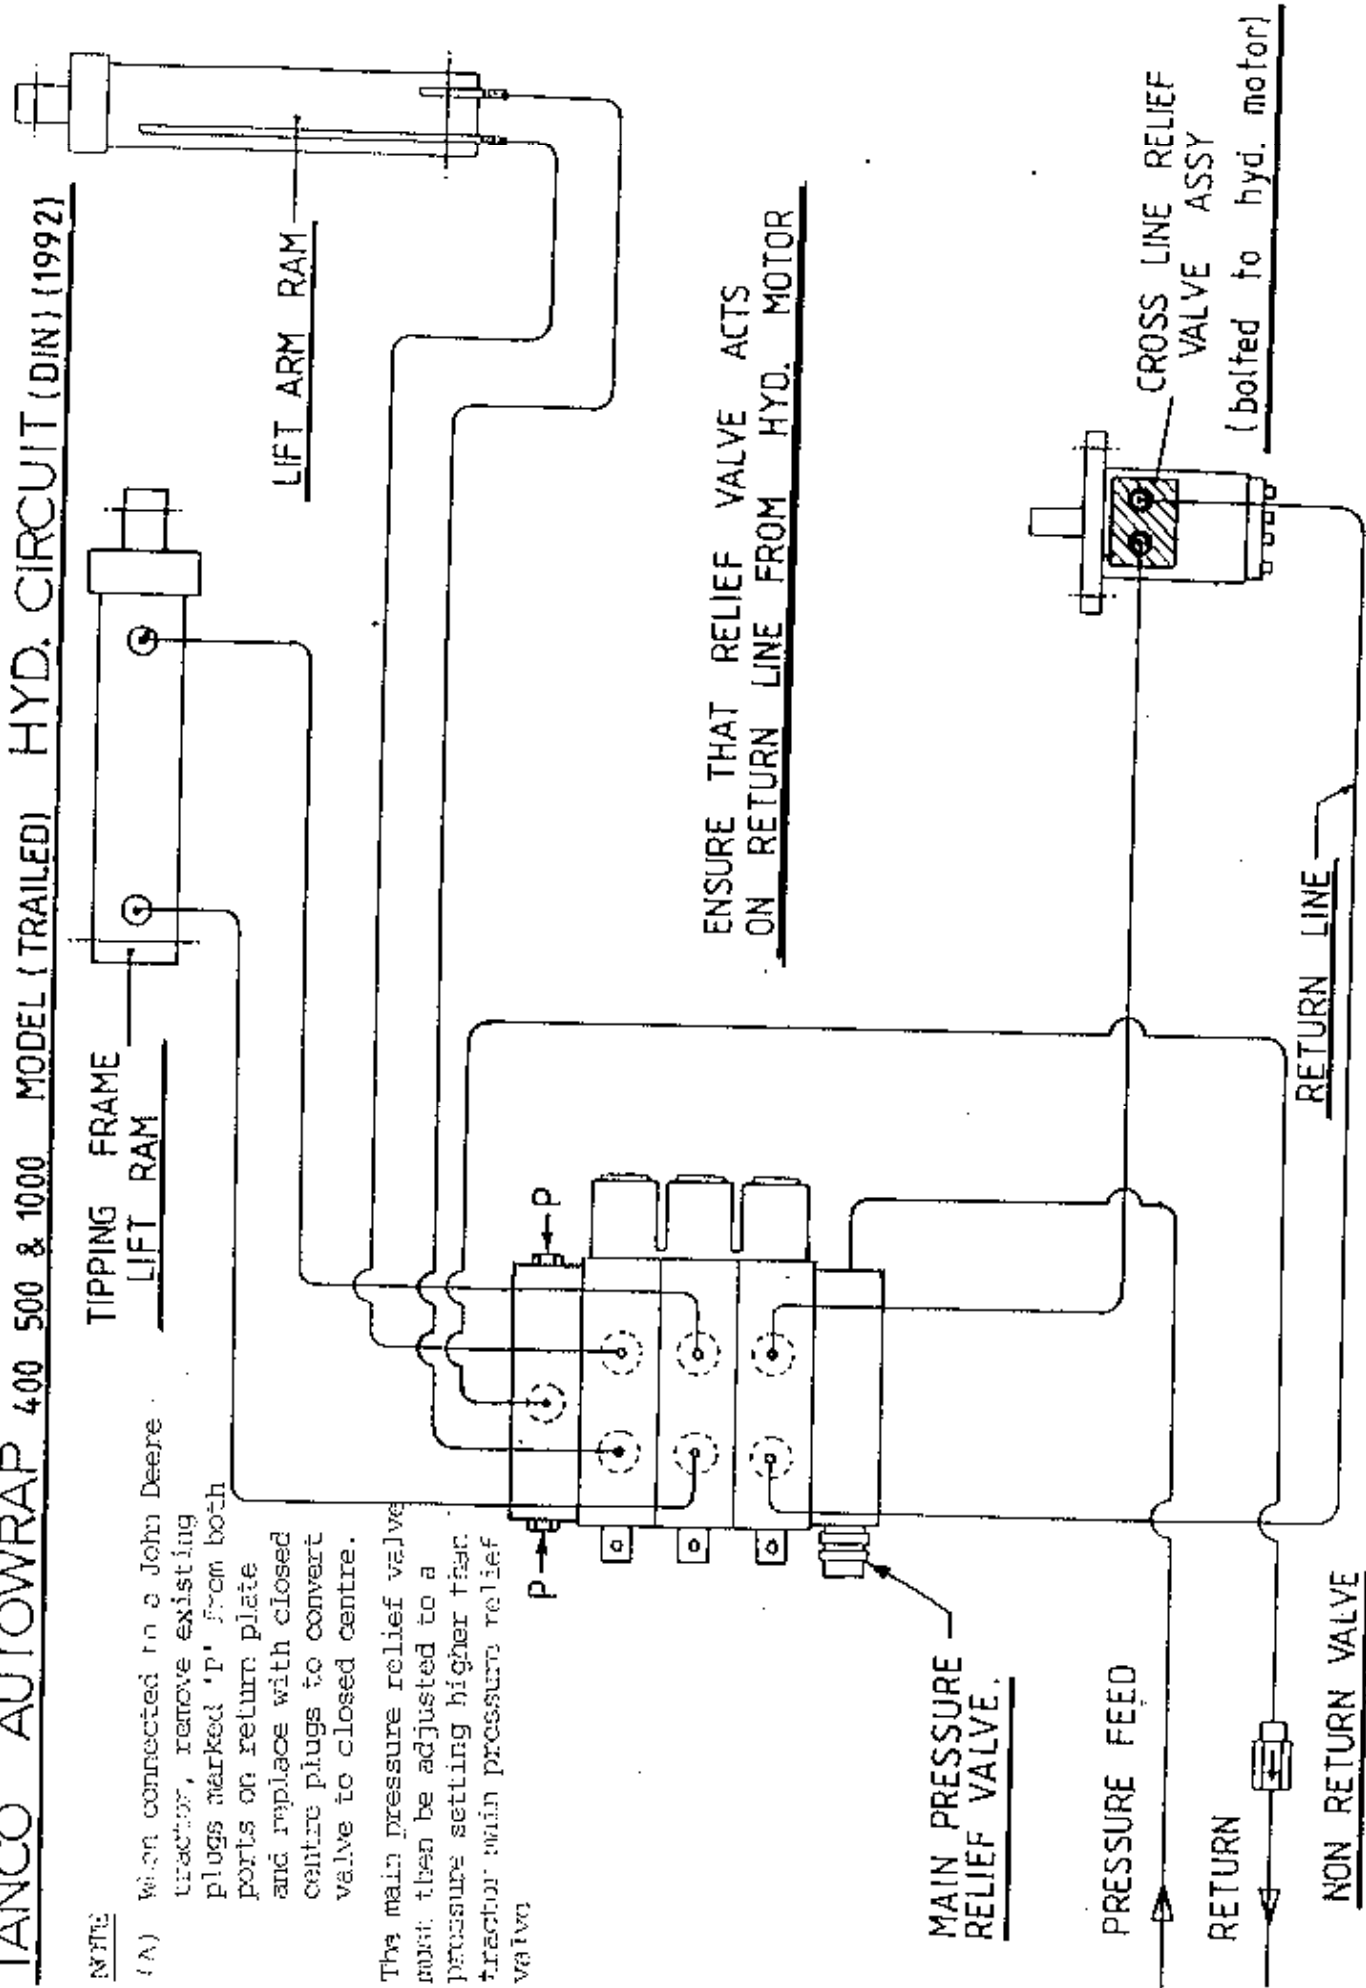 TANCO AUTOWRAP 400 500 & 1000 MODEL (TRAILED) HYD. CIRCUIT (DIN) (1992)
NOTE
(A) When connected to a John Deere
tractor, remove existing
plugs marked 'P' from both
ports on return plate
and replace with closed
centre plugs to convert
valve to closed centre.
The main pressure relief valve
must then be adjusted to a
pressure setting higher than
tractor main pressure relief
valve
TIPPING FRAME
LIFT RAM
LIFT ARM RAM
P
P
ENSURE THAT RELIEF VALVE ACTS
ON RETURN LINE FROM HYD. MOTOR
CROSS LINE RELIEF
VALVE ASSY
(bolted to hyd. motor)
MAIN PRESSURE
RELIEF VALVE.
PRESSURE FEED
RETURN
NON RETURN VALVE
RETURN LINE